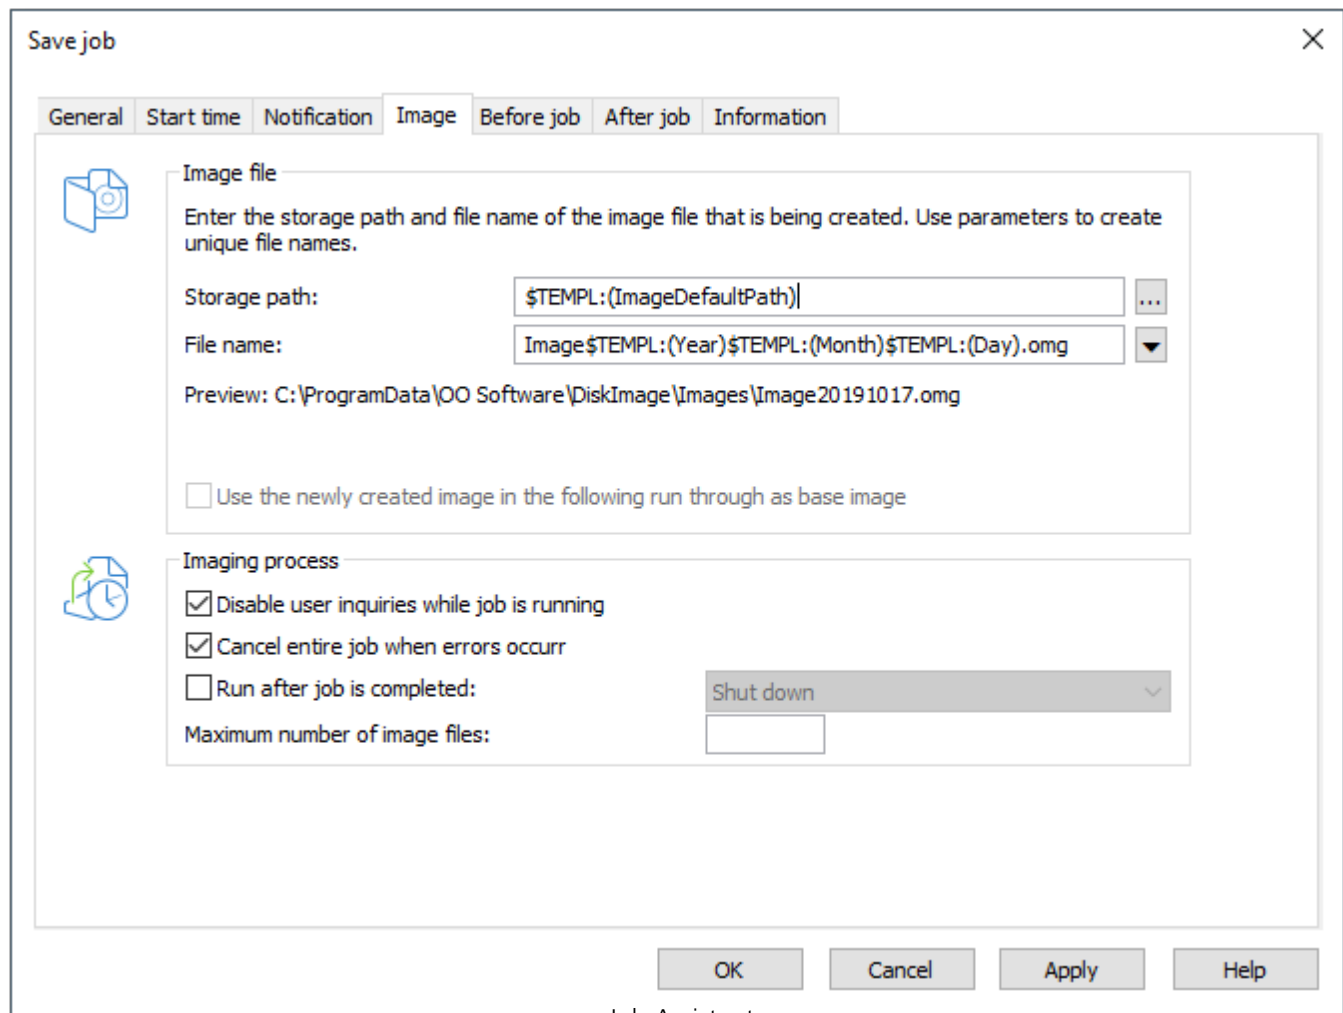 Save job
General Start time Notification Image Before job After job Information
Image file
Enter the storage path and file name of the image file that is being created. Use parameters to create
unique file names.
Storage path: $TEMPL:(ImageDefaultPath) ...
File name: Image$TEMPL:(Year)$TEMPL:(Month)$TEMPL:(Day).omg
Preview: C:\ProgramData\OO Software\DiskImage\Images\Image20191017.omg
Use the newly created image in the following run through as base image
Imaging process
Disable user inquiries while job is running
Cancel entire job when errors occurr
Run after job is completed: Shut down
Maximum number of image files:
OK Cancel Apply Help